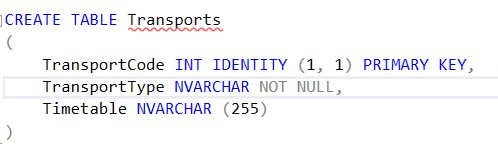 CREATE TABLE Transports
(
TransportCode INT IDENTITY (1, 1) PRIMARY KEY,
TransportType NVARCHAR NOT NULL,
Timetable NVARCHAR (255)
)